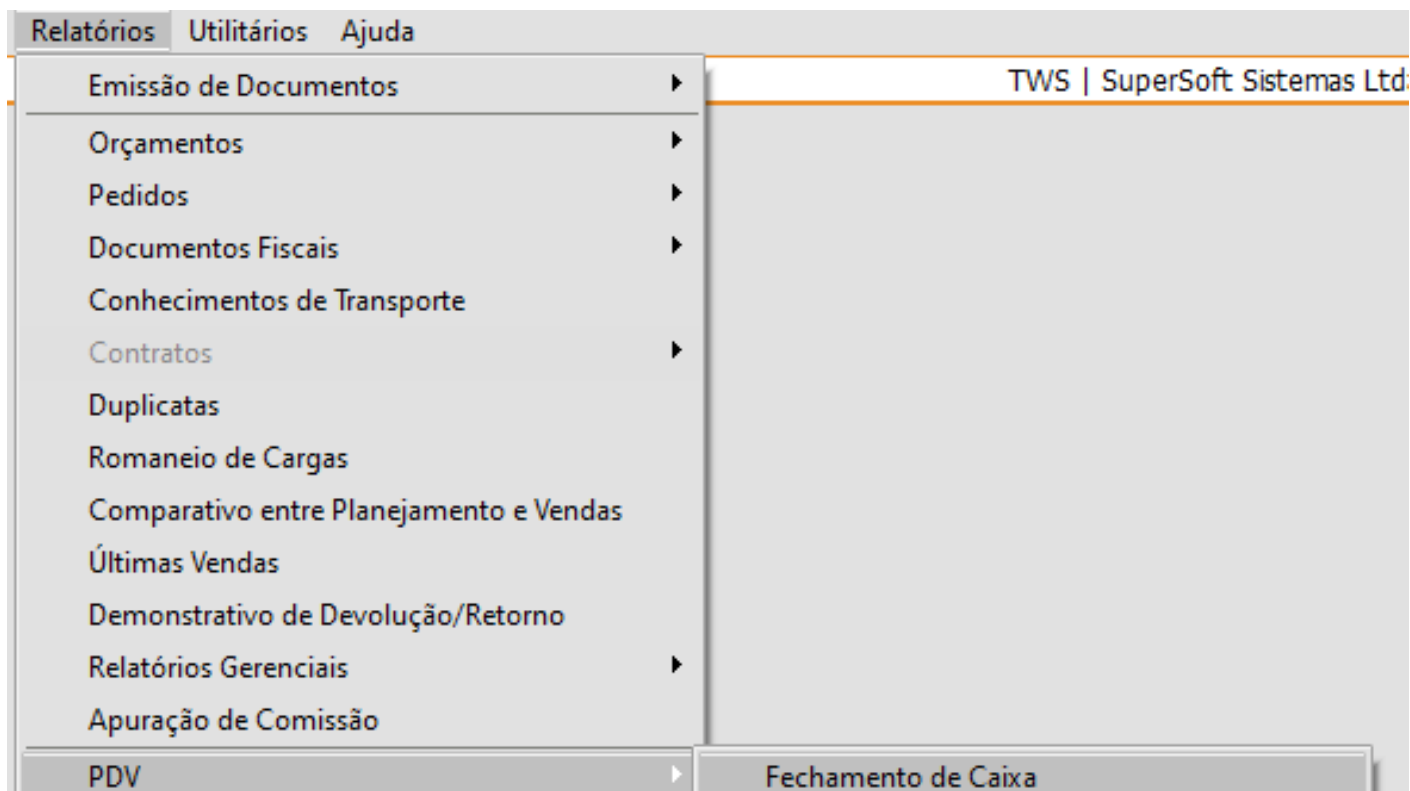 Relatórios Utilitários Ajuda
TWS | SuperSoft Sistemas Ltd
Emissão de Documentos
Orçamentos
Pedidos
Documentos Fiscais
Conhecimentos de Transporte
Contratos
Duplicatas
Romaneio de Cargas
Comparativo entre Planejamento e Vendas
Últimas Vendas
Demonstrativo de Devolução/Retorno
Relatórios Gerenciais
Apuração de Comissão
PDV
Fechamento de Caixa